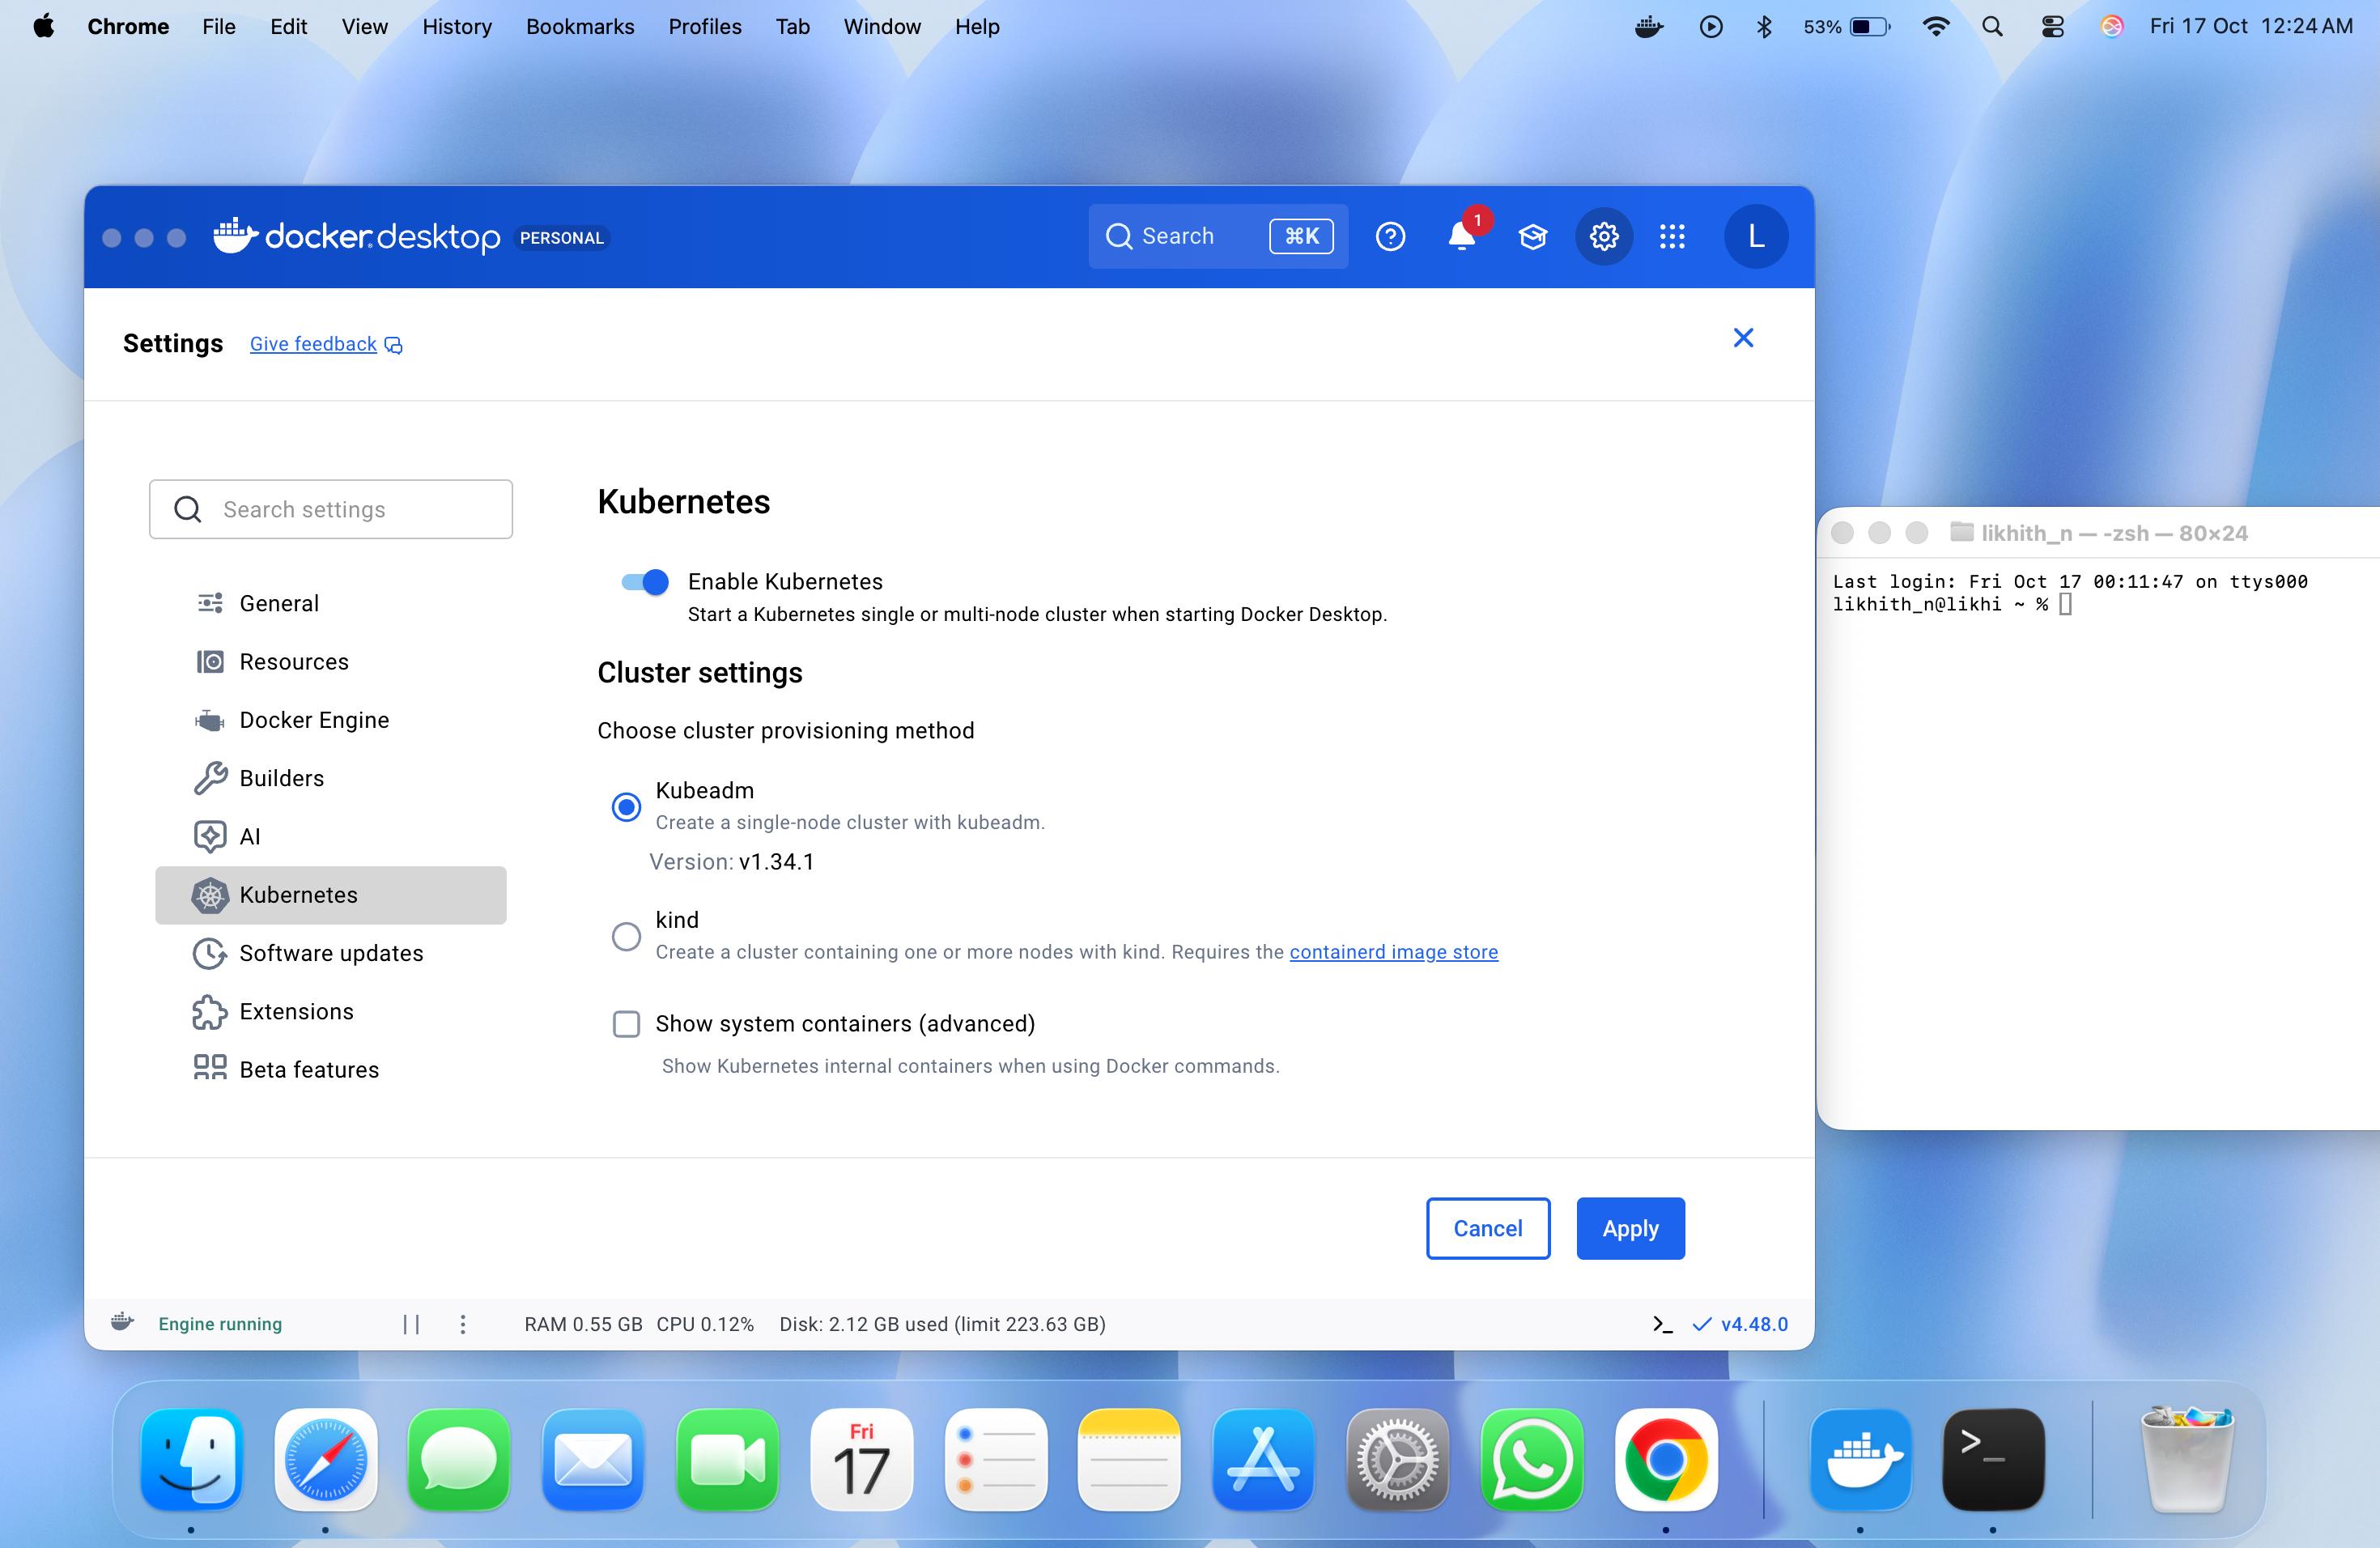 Chrome File Edit View History Bookmarks Profiles Tab Window Help 53% Fri 17 Oct 12:24 AM
docker desktop PERSONAL Search ⌘K 1 L
Settings Give feedback
Search settings
General
Resources
Docker Engine
Builders
AI
Kubernetes
Software updates
Extensions
Beta features
Kubernetes
Enable Kubernetes
Start a Kubernetes single or multi-node cluster when starting Docker Desktop.
Cluster settings
Choose cluster provisioning method
Kubeadm
Create a single-node cluster with kubeadm.
Version: v1.34.1
kind
Create a cluster containing one or more nodes with kind. Requires the containerd image store
Show system containers (advanced)
Show Kubernetes internal containers when using Docker commands.
Cancel Apply
Engine running RAM 0.55 GB CPU 0.12% Disk: 2.12 GB used (limit 223.63 GB) >_ v4.48.0
likhith_n — -zsh — 80×24
Last login: Fri Oct 17 00:11:47 on ttys000
likhith_n@likhi ~ %
Fri
17
>_